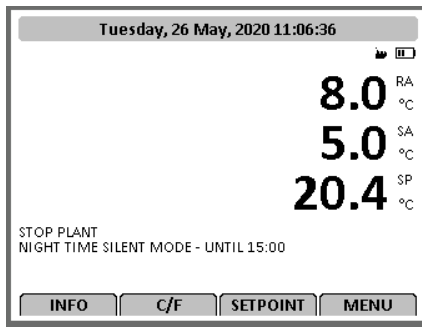 Tuesday, 26 May, 2020 11:06:36
8.0 RA °C
5.0 SA °C
20.4 SP °C
STOP PLANT
NIGHT TIME SILENT MODE - UNTIL 15:00
INFO C/F SETPOINT MENU